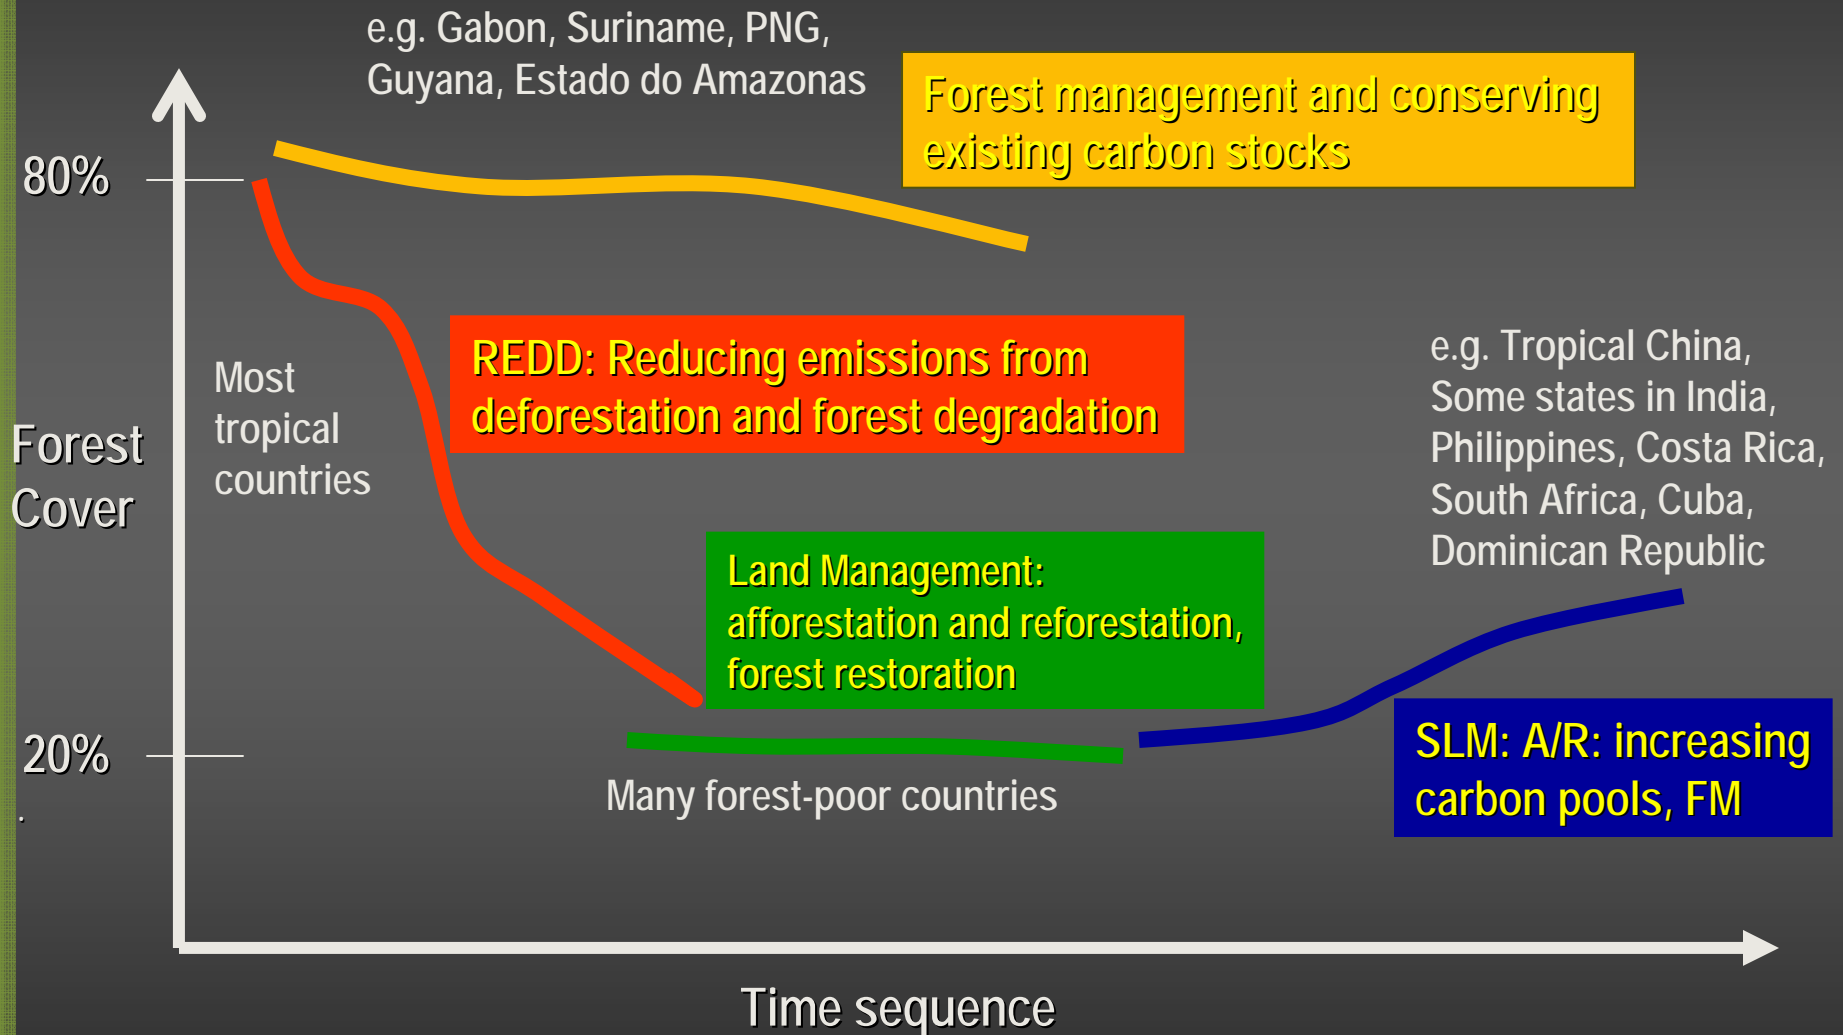 e.g. Gabon, Suriname, PNG,
Guyana, Estado do Amazonas
Forest management and conserving
existing carbon stocks
80%
REDD: Reducing emissions from
deforestation and forest degradation
Most
tropical
countries
e.g. Tropical China,
Some states in India,
Philippines, Costa Rica,
South Africa, Cuba,
Dominican Republic
Forest
Cover
Land Management:
afforestation and reforestation,
forest restoration
20%
.
Many forest-poor countries
SLM: A/R: increasing
carbon pools, FM
Time sequence